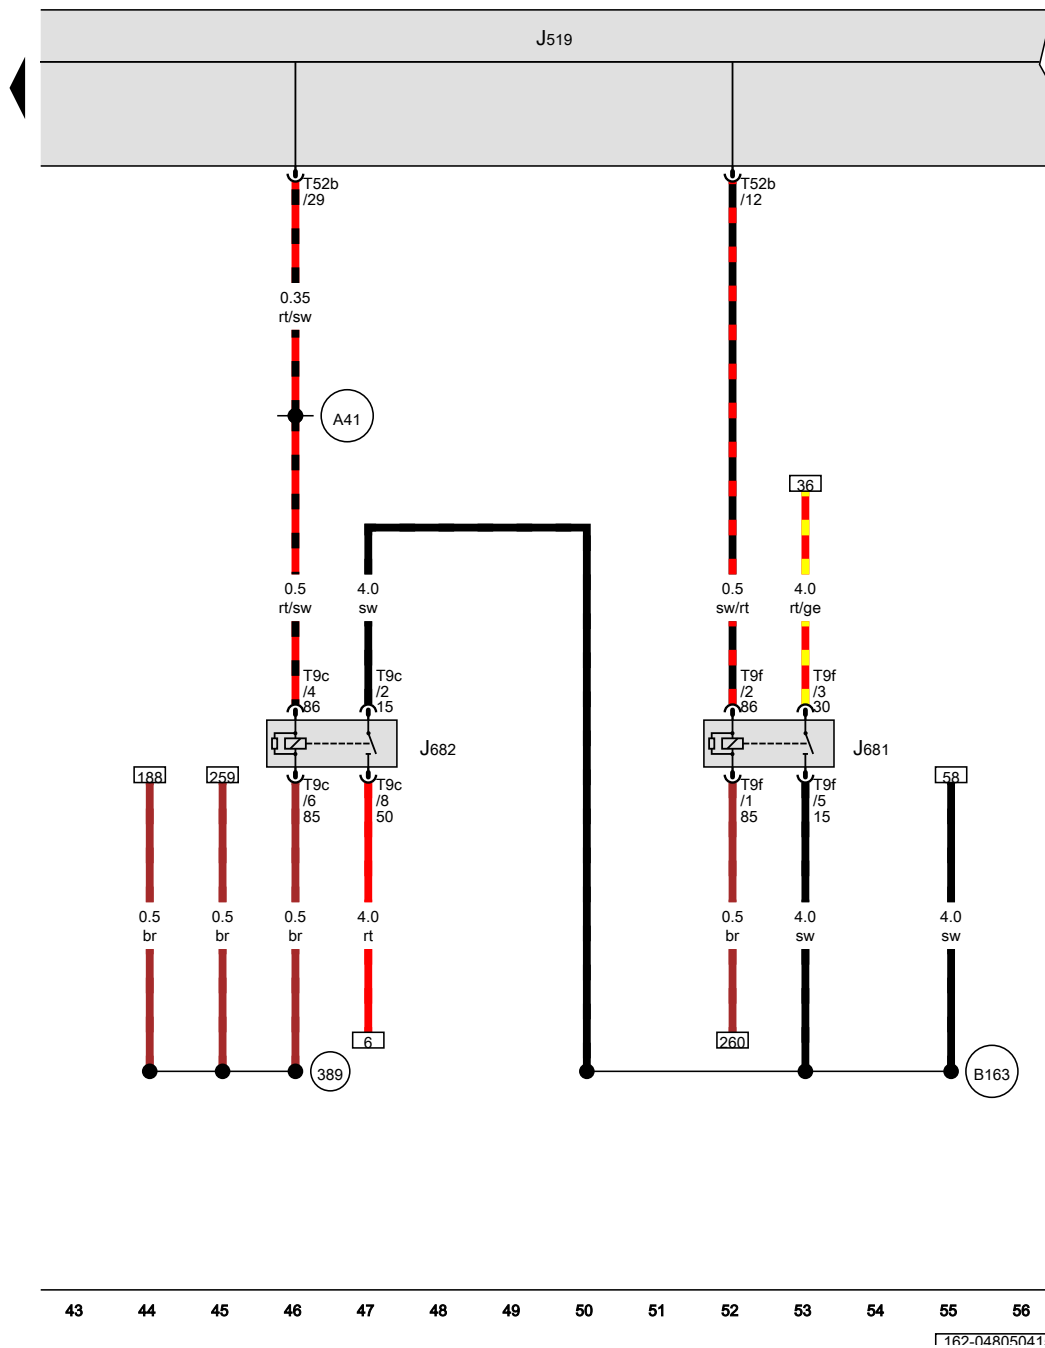 J519
T52b
/29
T52b
/12
0.35
rt/sw
A41
36
0.5
rt/sw
4.0
sw
0.5
sw/rt
4.0
rt/ge
T9c
/4
86
T9c
/2
15
T9f
/2
86
T9f
/3
30
J682
J681
188
259
58
T9c
/6
85
T9c
/8
50
T9f
/1
85
T9f
/5
15
0.5
br
0.5
br
0.5
br
4.0
rt
0.5
br
4.0
sw
4.0
sw
6
260
389
B163
43 44 45 46 47 48 49 50 51 52 53 54 55 56